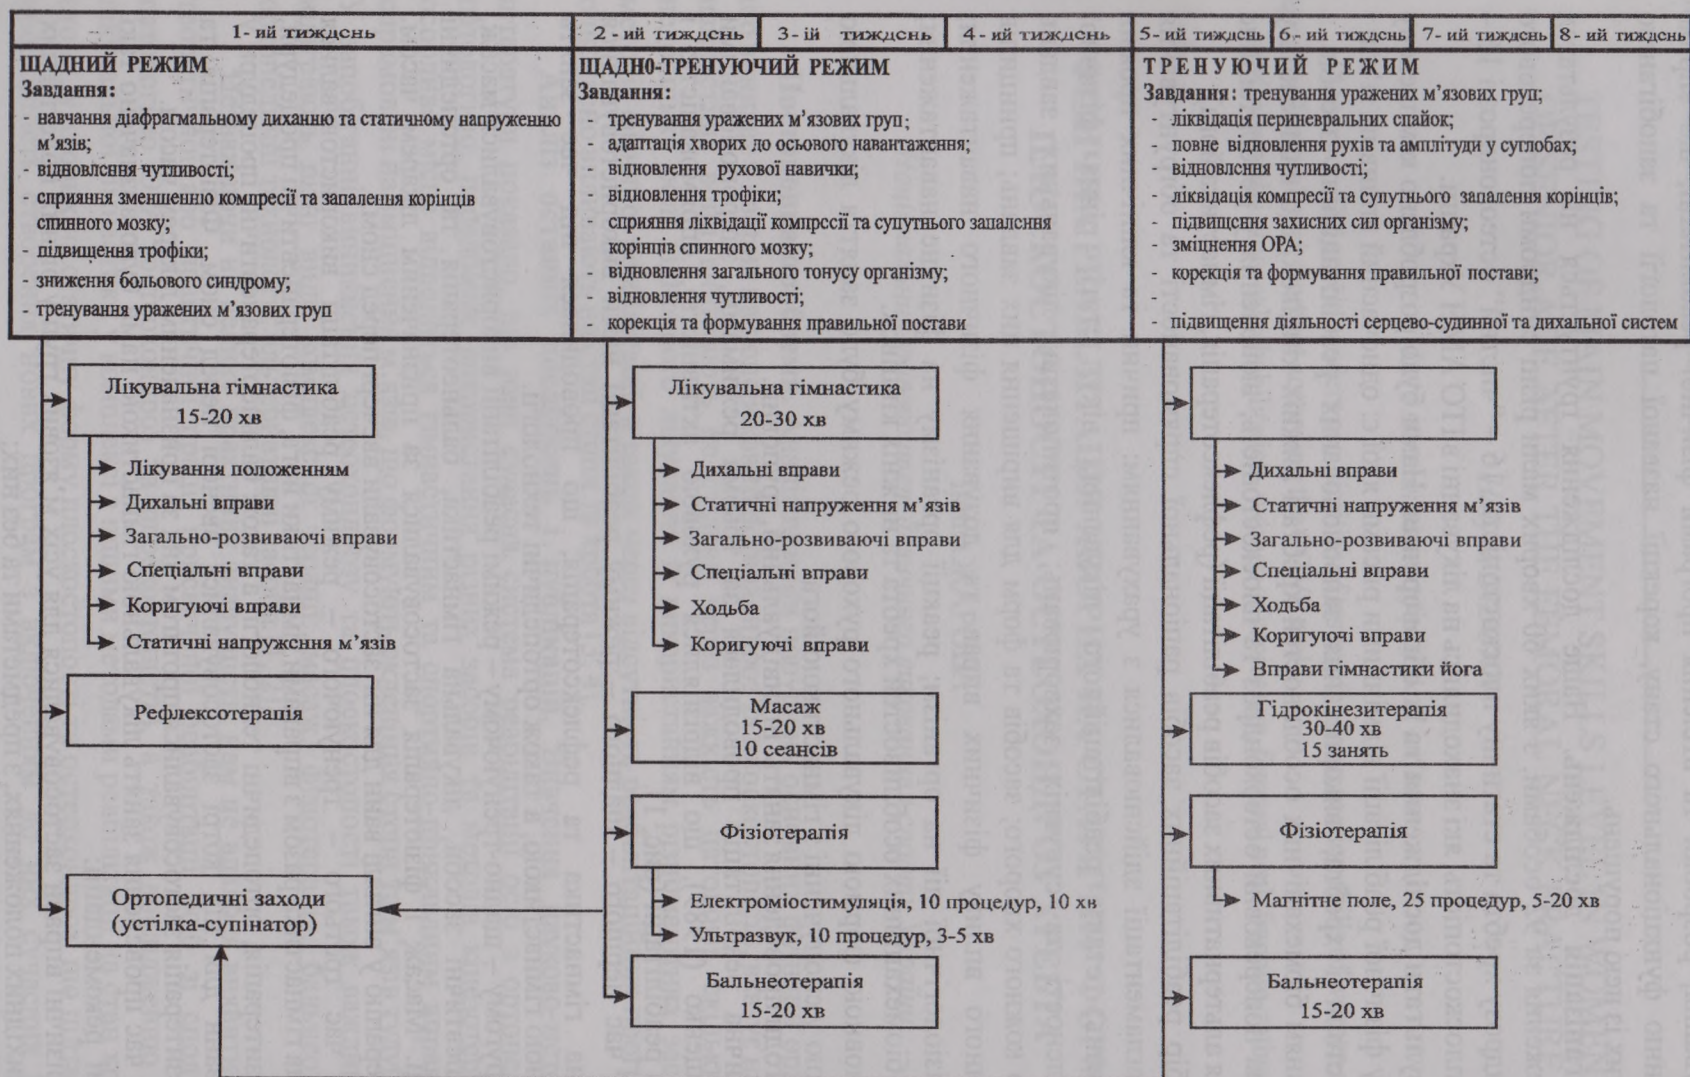 1- ий тиждень
2 - ий тиждень
3- ій тиждень
4 - ий тиждень
5- ий тиждень
6 - ий тиждень
7- ий тиждень
8 - ий тиждень
ЩАДНИЙ РЕЖИМ
Завдання:
- навчання діафрагмальному диханню та статичному напруженню
м’язів;
- відновлення чутливості;
- сприяння зменшенню компресії та запалення корінців
спинного мозку;
- підвищення трофіки;
- зниження больового синдрому;
- тренування уражених м’язових груп
ЩАДН0-ТРЕНУЮЧИЙ РЕЖИМ
Завдання:
- тренування уражених м’язових груп;
- адаптація хворих до осьового навантаження;
- відновлення рухової навички;
- відновлення трофіки;
- сприяння ліквідації компресії та супутнього запалення
корінців спинного мозку;
- відновлення загального тонусу організму;
- відновлення чутливості;
- корекція та формування правильної постави
ТРЕНУЮЧИЙ РЕЖИМ
Завдання: тренування уражених м’язових груп;
- ліквідація периневральних спайок;
- повне відновлення рухів та амплітуди у суглобах;
- відновлення чутливості;
- ліквідація компресії та супутнього запалення корінців;
- підвищення захисних сил організму;
- зміцнення ОРА;
- корекція та формування правильної постави;
-
- підвищення діяльності серцево-судинної та дихальної систем
Лікувальна гімнастика
15-20 хв
Лікування положенням
Дихальні вправи
Загально-розвиваючі вправи
Спеціальні вправи
Коригуючі вправи
Статичні напруження м’язів
Рефлексотерапія
Ортопедичні заходи
(устілка-супінатор)
Лікувальна гімнастика
20-30 хв
Дихальні вправи
Статичні напруження м’язів
Загально-розвиваючі вправи
Спеціальні вправи
Ходьба
Коригуючі вправи
Масаж
15-20 хв
10 сеансів
Фізіотерапія
Електроміостимуляція, 10 процедур, 10 хв
Ультразвук, 10 процедур, 3-5 хв
Бальнеотерапія
15-20 хв
Дихальні вправи
Статичні напруження м’язів
Загально-розвиваючі вправи
Спеціальні вправи
Ходьба
Коригуючі вправи
Вправи гімнастики йога
Гідрокінезитерапія
30-40 хв
15 занять
Фізіотерапія
Магнітне поле, 25 процедур, 5-20 хв
Бальнеотерапія
15-20 хв